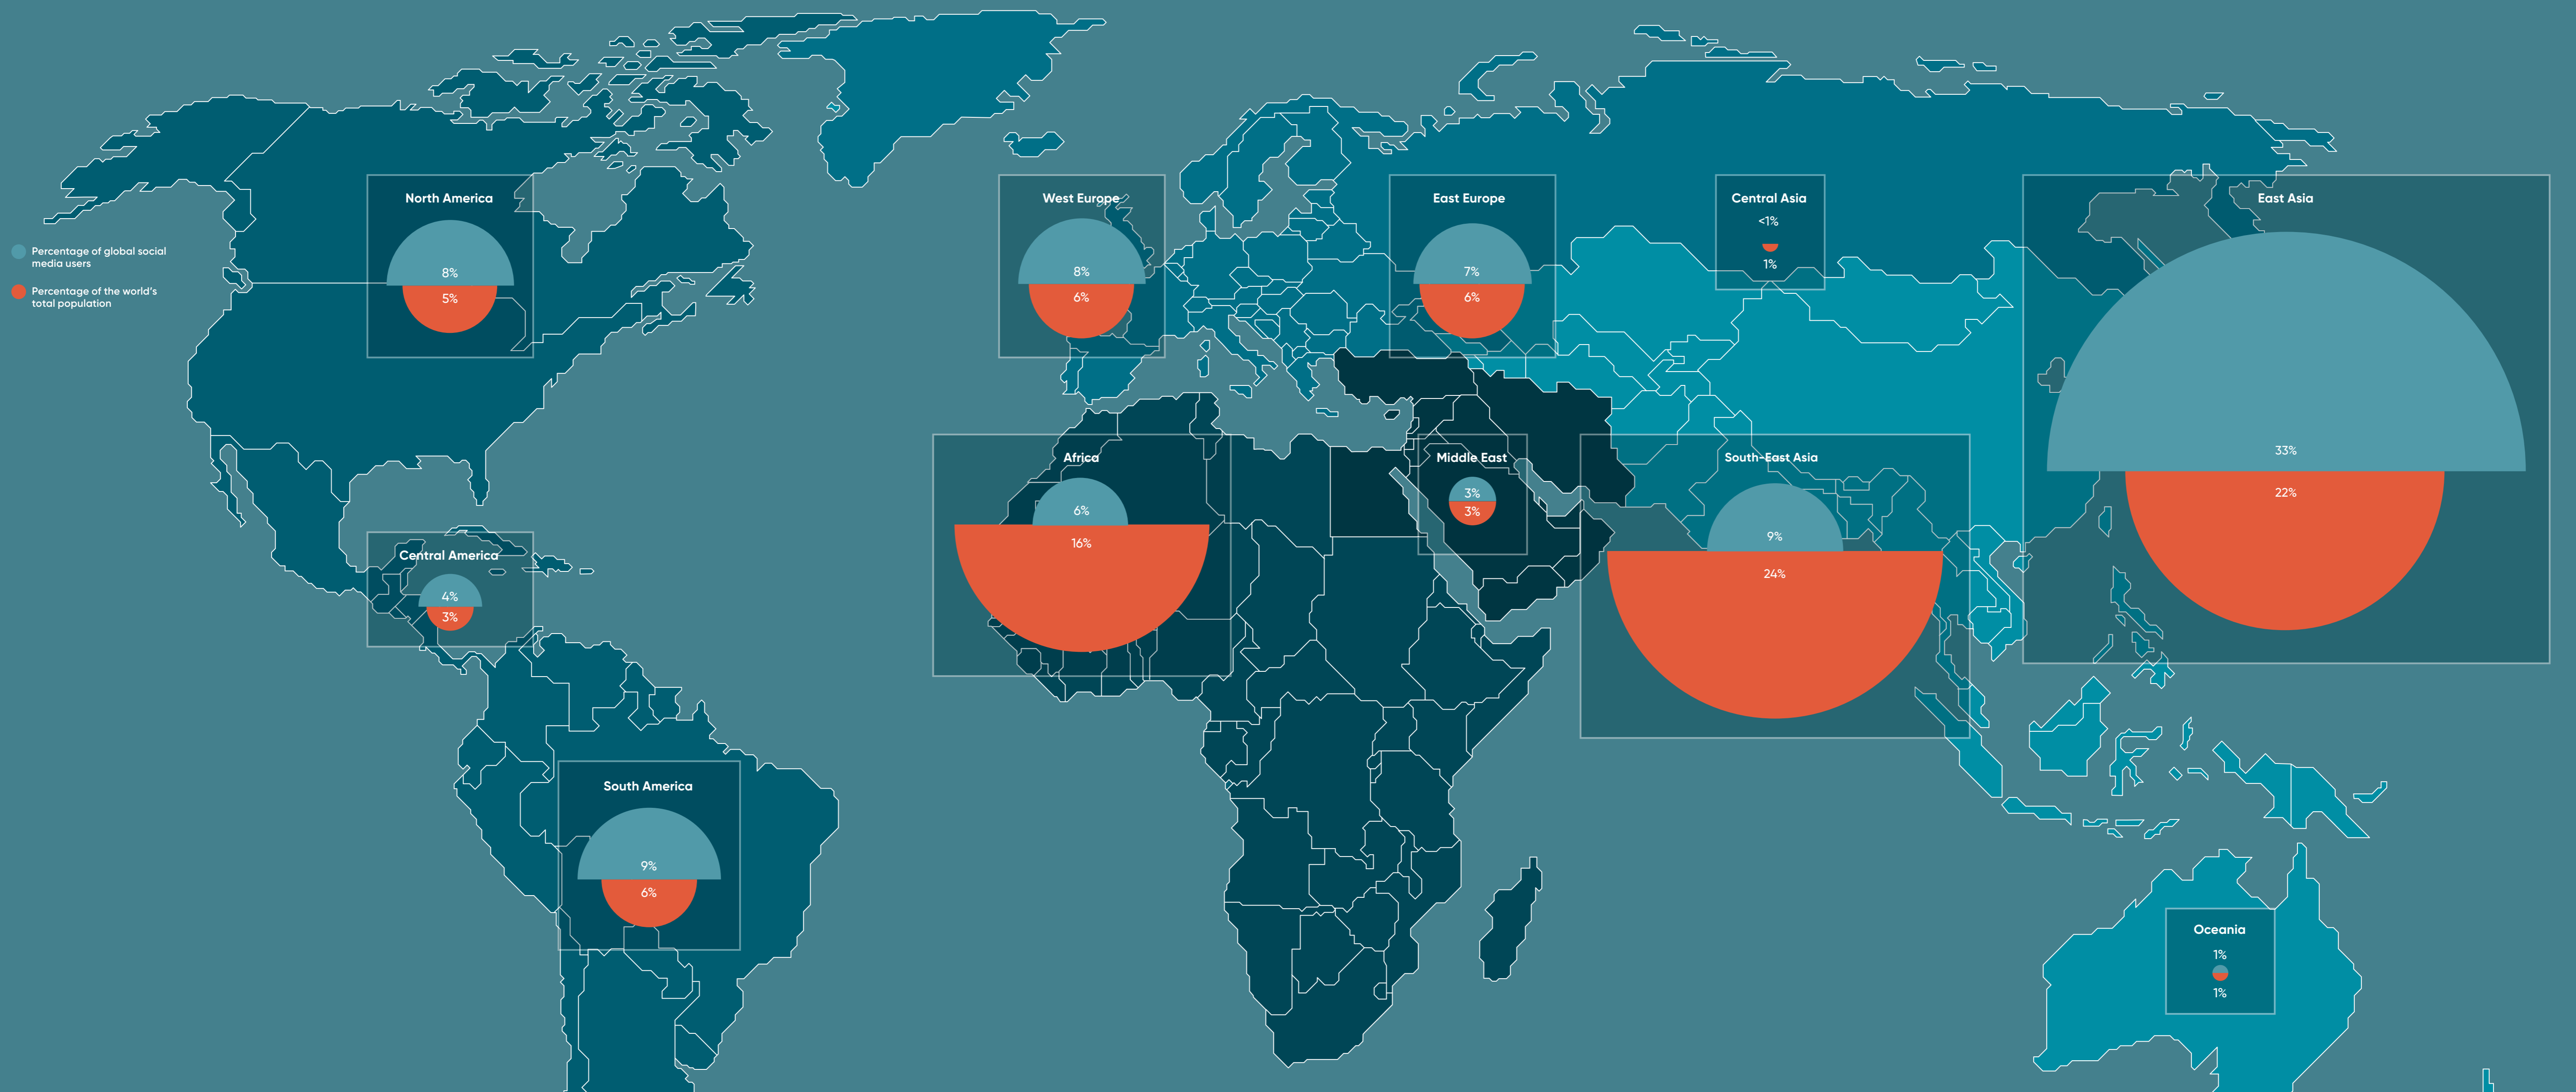 Percentage of global social
media users
Percentage of the world's
total population
North America
8%
5%
West Europe
8%
6%
East Europe
7%
6%
Central Asia
<1%
1%
East Asia
33%
22%
Africa
6%
16%
Middle East
3%
3%
South-East Asia
9%
24%
Central America
4%
3%
South America
9%
6%
Oceania
1%
1%